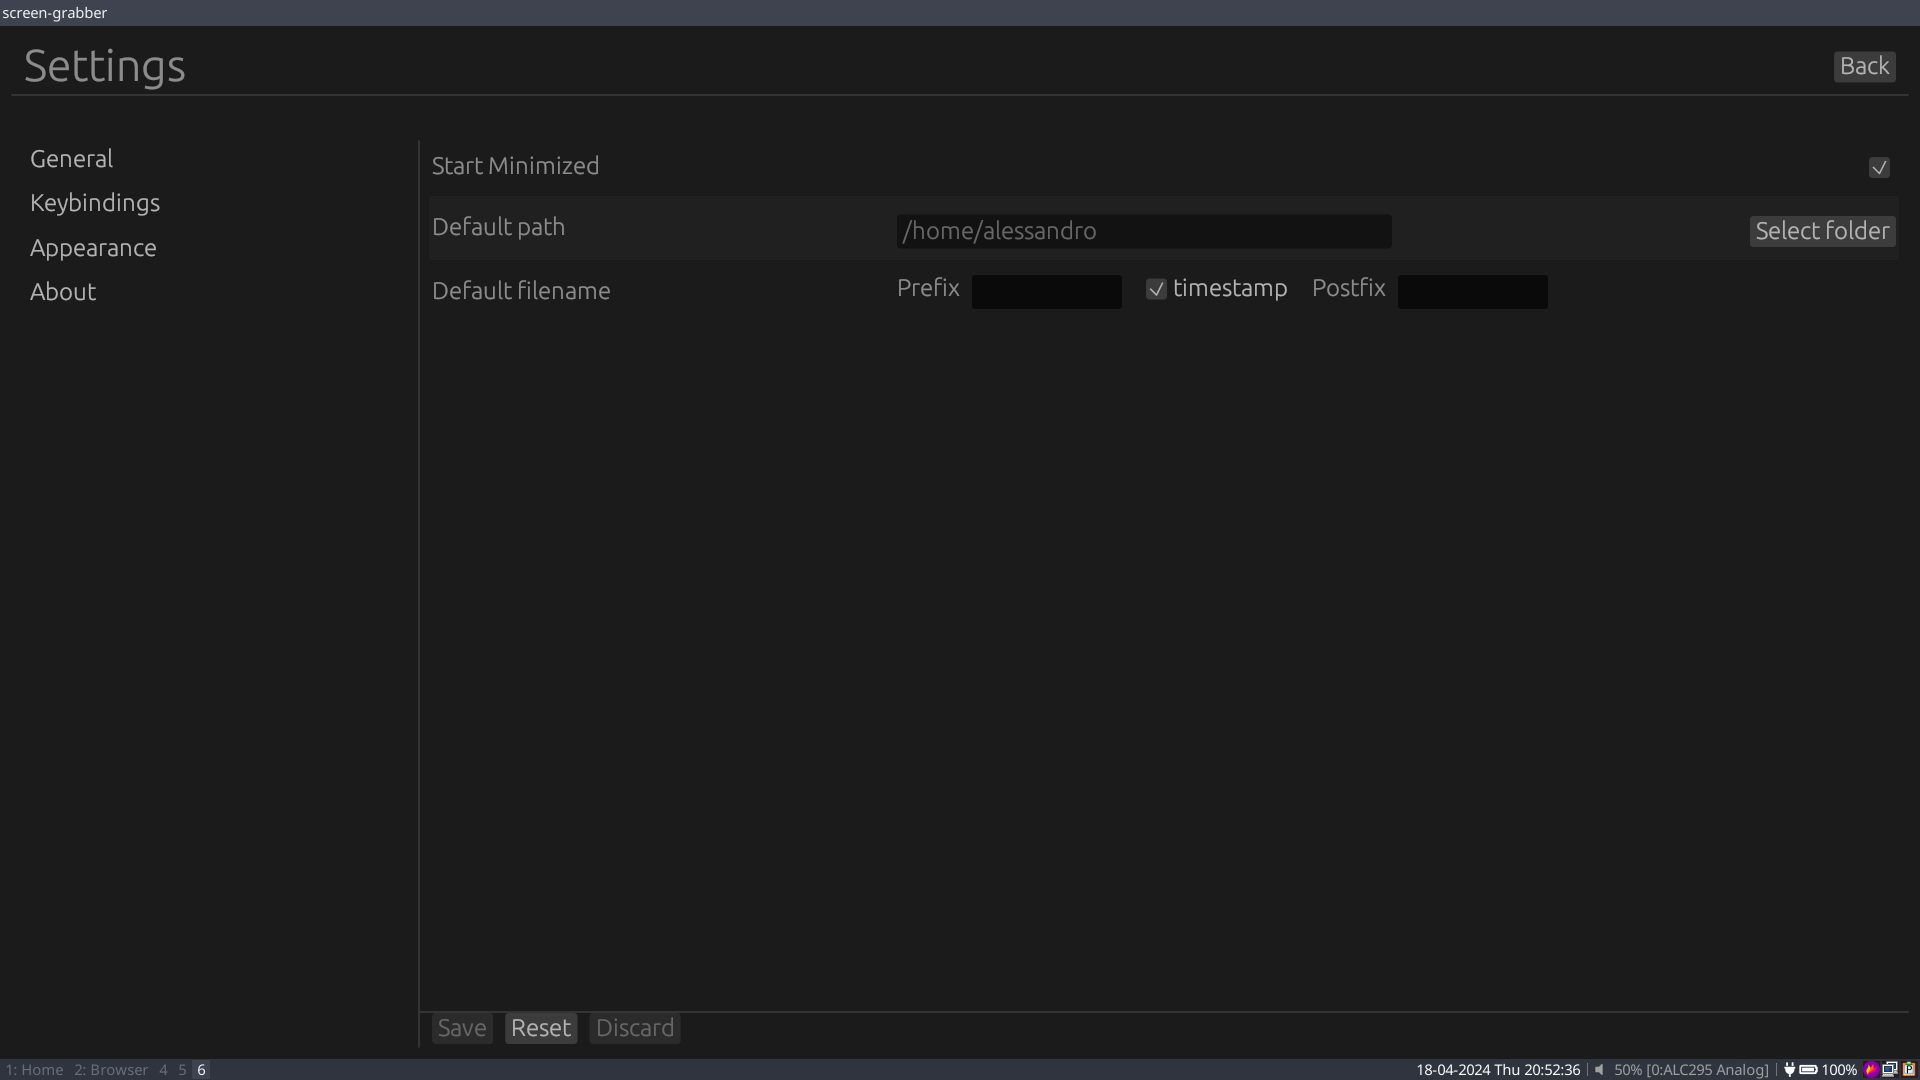 screen-grabber
Settings
Back
General
Keybindings
Appearance
About
Start Minimized
Default path /home/alessandro Select folder
Default filename Prefix timestamp Postfix
Save Reset Discard
1: Home 2: Browser 4 5 6
18-04-2024 Thu 20:52:36 50% [0:ALC295 Analog] 100%